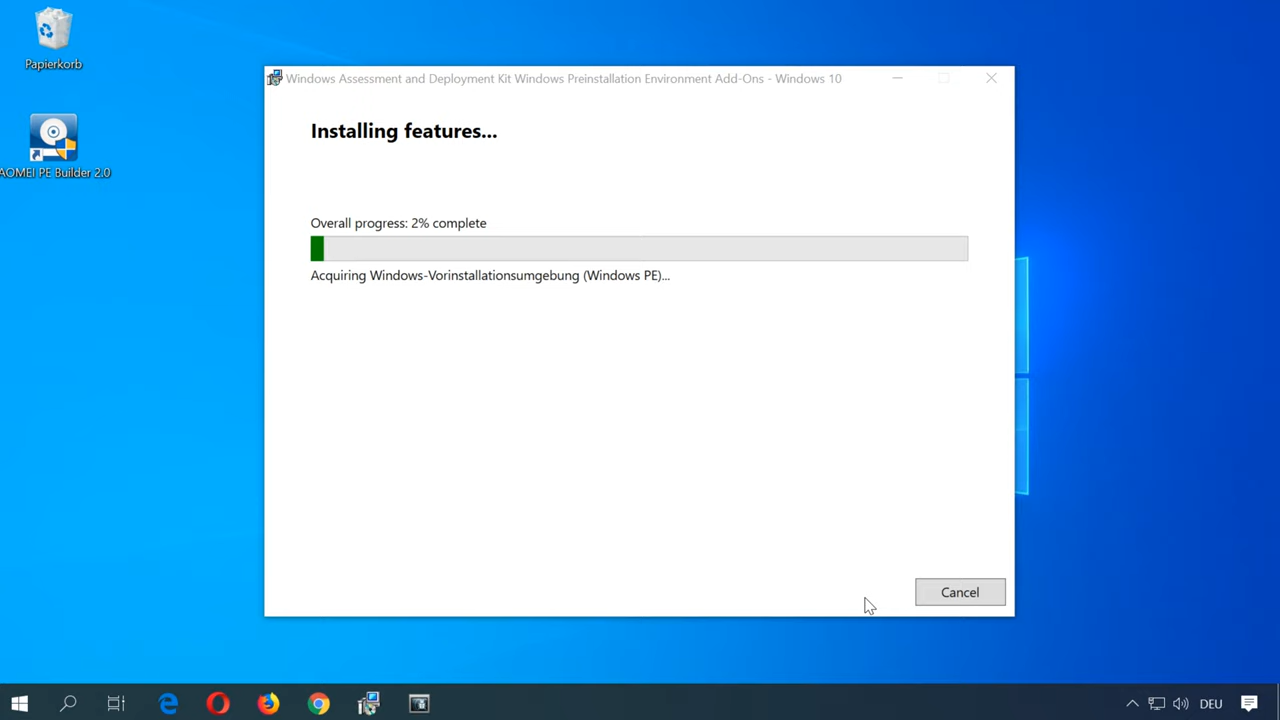 Papierkorb
AOMEI PE Builder 2.0
Windows Assessment and Deployment Kit Windows Preinstallation Environment Add-Ons - Windows 10
Installing features...
Overall progress: 2% complete
Acquiring Windows-Vorinstallationsumgebung (Windows PE)...
Cancel
DEU